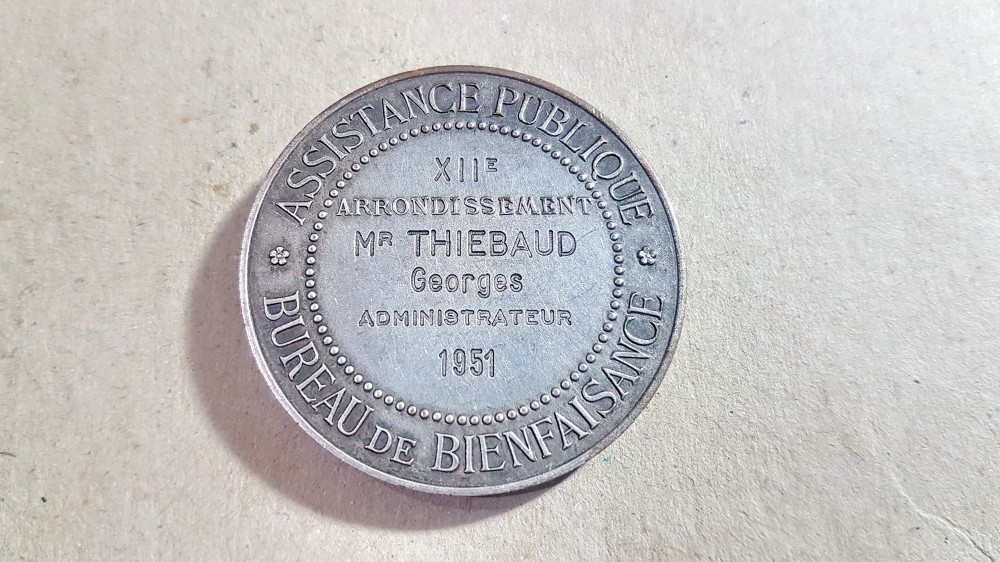 ASSISTANCE PUBLIQUE
XIIE
ARRONDISSEMENT
MR THIEBAUD
Georges
ADMINISTRATEUR
1951
BUREAU DE BIENFAISANCE